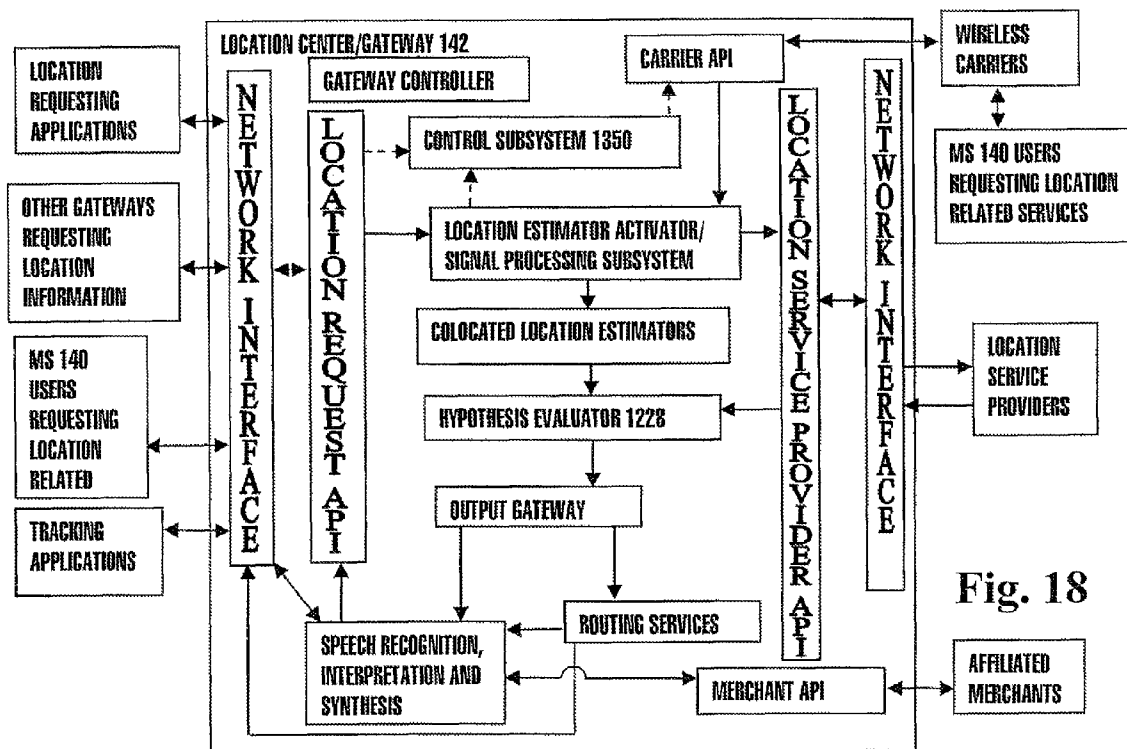 LOCATION CENTER/GATEWAY 142
LOCATION
REQUESTING
APPLICATIONS
OTHER GATEWAYS
REQUESTING
LOCATION
INFORMATION
MS 140
USERS
REQUESTING
LOCATION
RELATED
TRACKING
APPLICATIONS
NETWORK INTERFACE
GATEWAY CONTROLLER
LOCATION REQUEST API
CARRIER API
CONTROL SUBSYSTEM 1350
LOCATION ESTIMATOR ACTIVATOR/
SIGNAL PROCESSING SUBSYSTEM
COLOCATED LOCATION ESTIMATORS
HYPOTHESIS EVALUATOR 1228
OUTPUT GATEWAY
ROUTING SERVICES
SPEECH RECOGNITION,
INTERPRETATION AND
SYNTHESIS
MERCHANT API
LOCATION SERVICE PROVIDER API
NETWORK INTERFACE
WIRELESS
CARRIERS
MS 140 USERS
REQUESTING LOCATION
RELATED SERVICES
LOCATION
SERVICE
PROVIDERS
Fig. 18
AFFILIATED
MERCHANTS